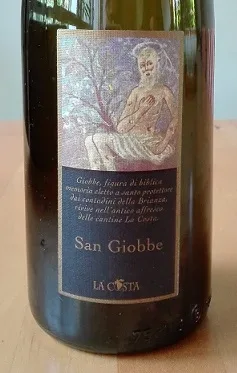 Giobbe, figura di biblica
memoria eletto a santo protettore
dai contadini della Brianza,
rivive nell'antico affresco
delle cantine La Costa.
San Giobbe
LA COSTA